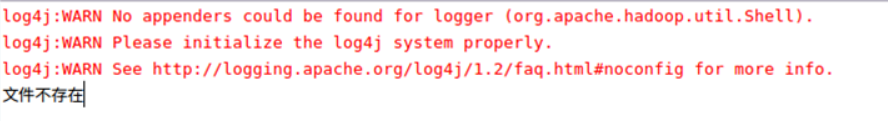 log4j:WARN No appenders could be found for logger (org.apache.hadoop.util.Shell).
log4j:WARN Please initialize the log4j system properly.
log4j:WARN See http://logging.apache.org/log4j/1.2/faq.html#noconfig for more info.
文件不存在